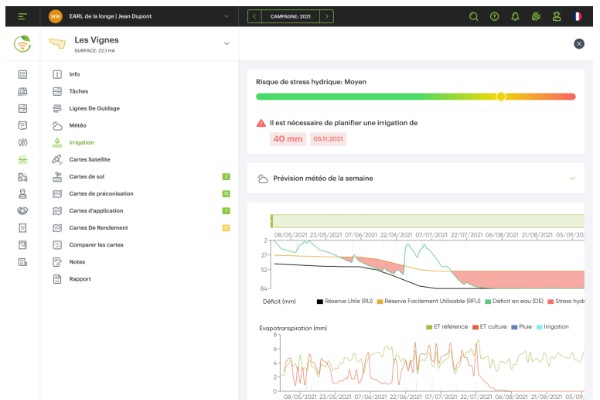 EARL de la longe | Jean Dupont
CAMPAGNE: 2021
Les Vignes
SURFACE: 22.1 HA
Info
Tâches
Lignes De Guidage
Météo
Irrigation
Cartes Satellite
Cartes de sol
Cartes de préconisation
Cartes d'application
Cartes De Rendement
Comparer les cartes
Notes
Rapport
Risque de stress hydrique: Moyen
Il est nécessaire de planifier une irrigation de
40 mm 05.11.2021
Prévision météo de la semaine
08/05/2021 23/05/2021 07/06/2021 22/06/2021 07/07/2021 22/07/2021 06/08/2021 21/08/2021 05/09/20
2
27
52
84
Déficit (mm) Réserve Utile (RU) Réserve Facilement Utilisable (RFU) Deficit en eau (DE) Stress hydr
Evapotranspiration (mm) ET référence ET culture Pluie Irrigation
8
6
4
2
0
08/05/2021 23/05/2021 07/06/2021 22/06/2021 07/07/2021 22/07/2021 06/08/2021 21/08/2021 05/09